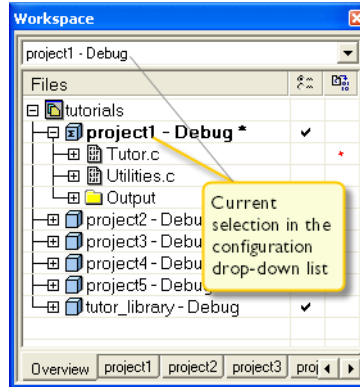 Workspace
project1 - Debug
Files
tutorials
project1 - Debug *
Tutor.c
Utilities.c
Output
project2 - Debu
project3 - Debu
project4 - Debu
project5 - Debug
tutor_library - Debug
Current
selection in the
configuration
drop-down list
Overview project1 project2 project3 proj